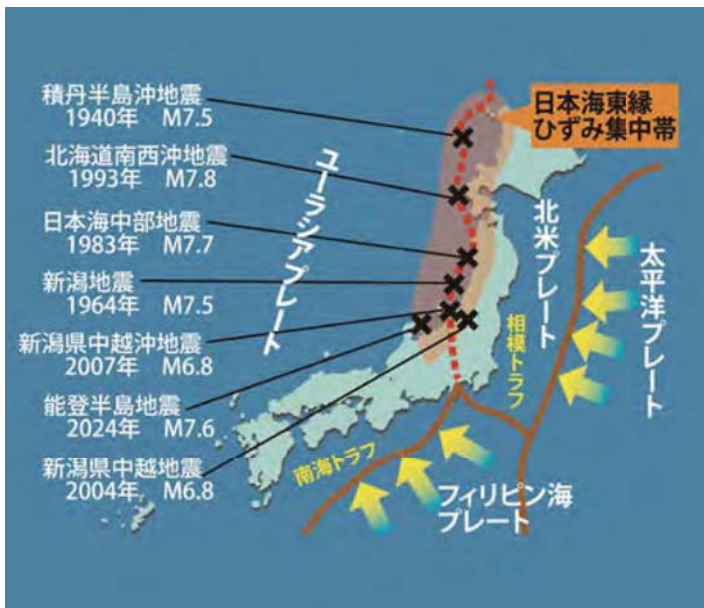 積丹半島沖地震
1940年 M7.5
北海道南西沖地震
1993年 M7.8
日本海中部地震
1983年 M7.7
新潟地震
1964年 M7.5
新潟県中越沖地震
2007年 M6.8
能登半島地震
2024年 M7.6
新潟県中越地震
2004年 M6.8
ユーラシアプレート
日本海東縁
ひずみ集中帯
北米プレート
太平洋プレート
相模トラフ
南海トラフ
フィリピン海
プレート